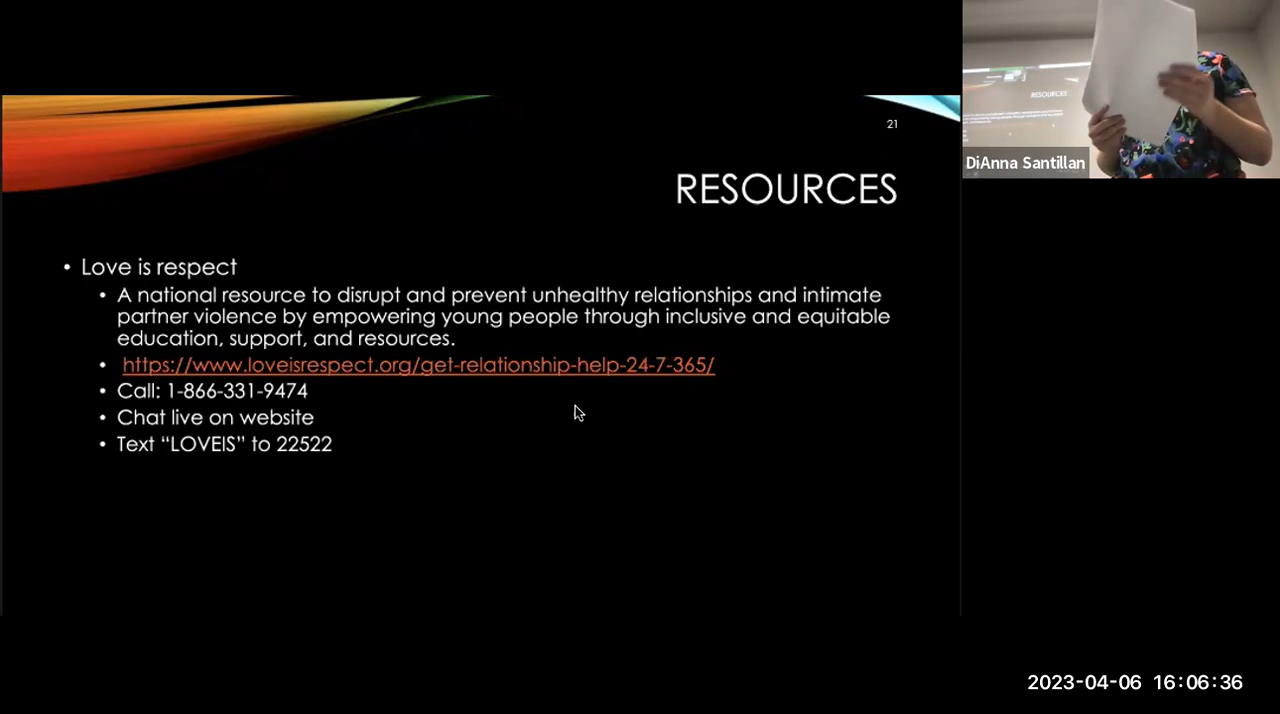 21
RESOURCES
• Love is respect
• A national resource to disrupt and prevent unhealthy relationships and intimate
partner violence by empowering young people through inclusive and equitable
education, support, and resources.
• https://www.loveisrespect.org/get-relationship-help-24-7-365/
• Call: 1-866-331-9474
• Chat live on website
• Text “LOVEIS” to 22522
RESOURCES
DiAnna Santillan
2023-04-06 16:06:36